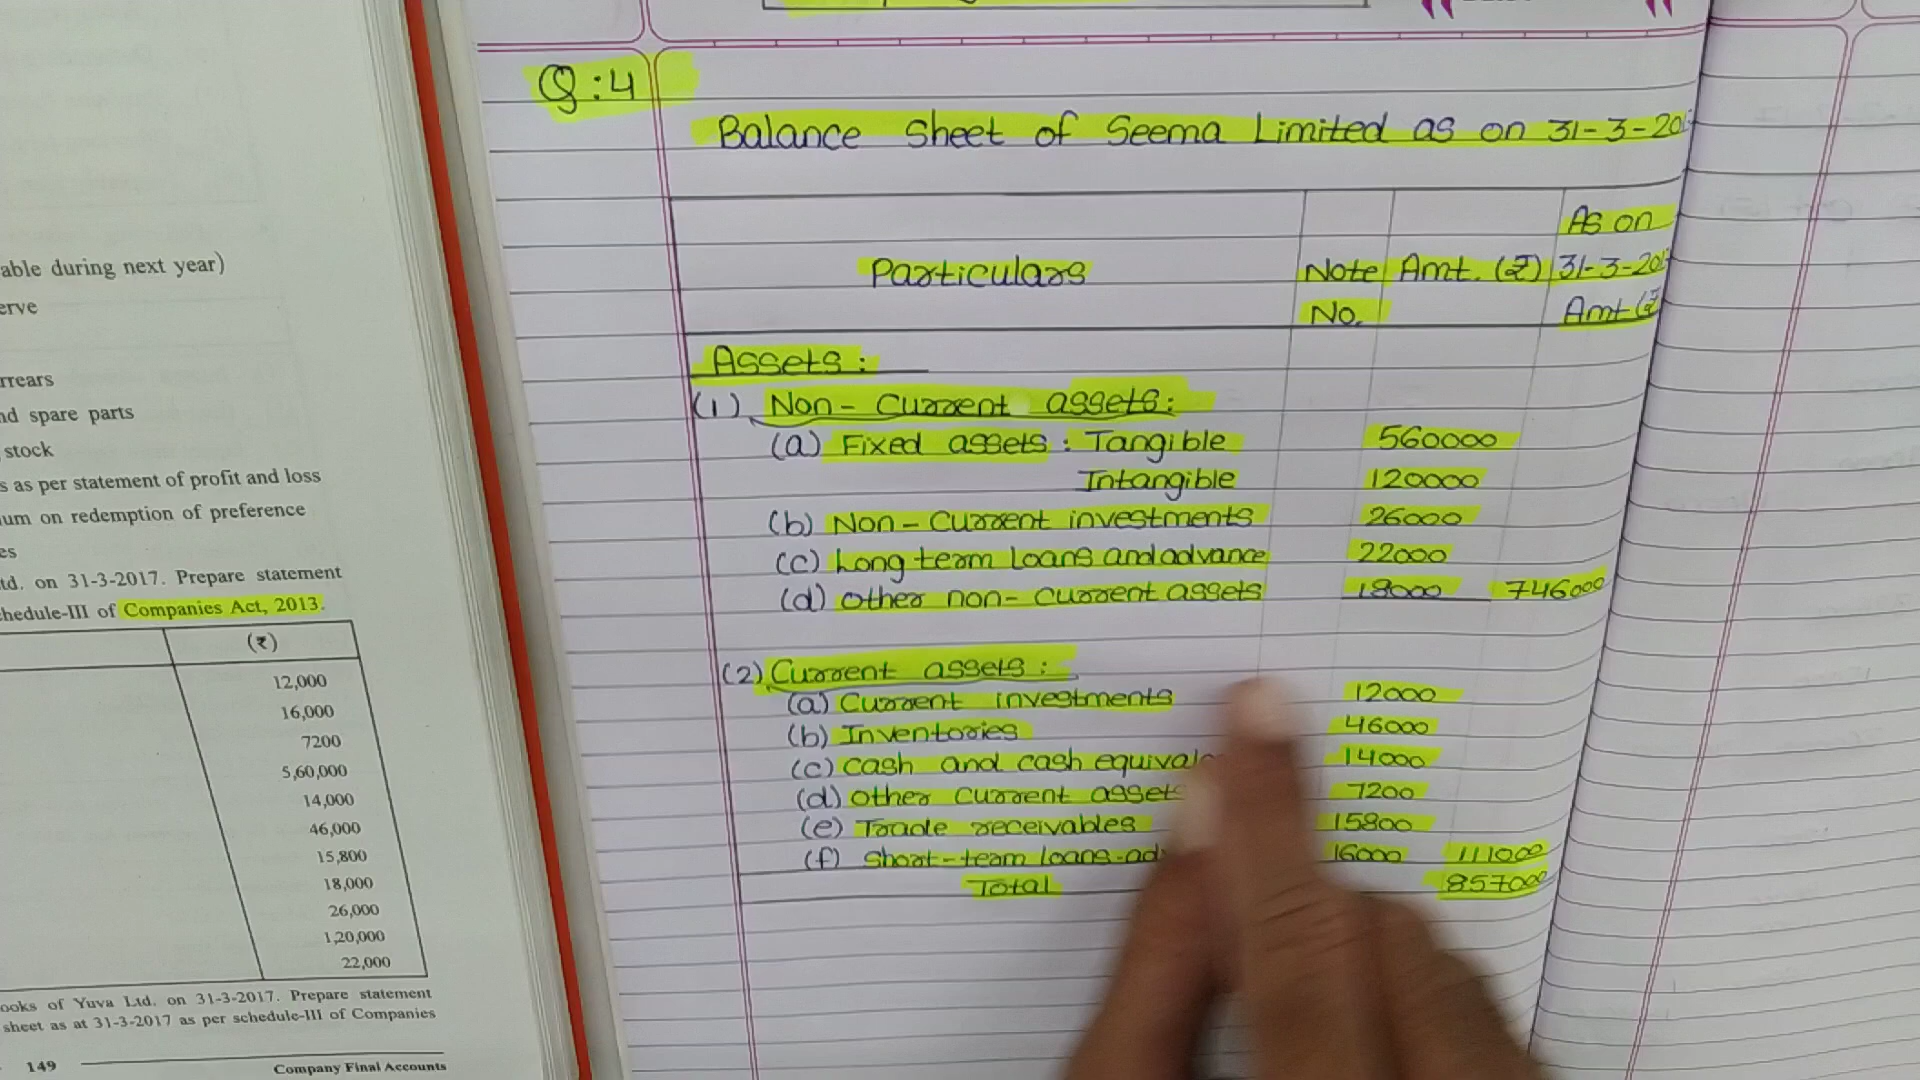 able during next year)
erve
rrears
nd spare parts
stock
s as per statement of profit and loss
um on redemption of preference
es
td. on 31-3-2017. Prepare statement
hedule-III of Companies Act, 2013.
(₹)
12,000
16,000
7200
5,60,000
14,000
46,000
15,800
18,000
26,000
1,20,000
22,000
ooks of Yuva Ltd. on 31-3-2017. Prepare statement
sheet as at 31-3-2017 as per schedule-III of Companies
149 Company Final Accounts
Q:4
Balance Sheet of Seema Limited as on 31-3-20
Particulars Note No. Amt. (₹) As on 31-3-2017 Amt (₹
Assets:
(1) Non-Current assets:
(a) Fixed assets: Tangible 560000
Intangible 120000
(b) Non-Current investments 26000
(c) Long term loans and advance 22000
(d) Other non-current assets 18000 746000
(2) Current assets:
(a) Current investments 12000
(b) Inventories 46000
(c) cash and cash equival 14000
(d) other current asset 7200
(e) Trade receivables 15800
(f) Short-team loans-ad 16000 111000
Total 857000